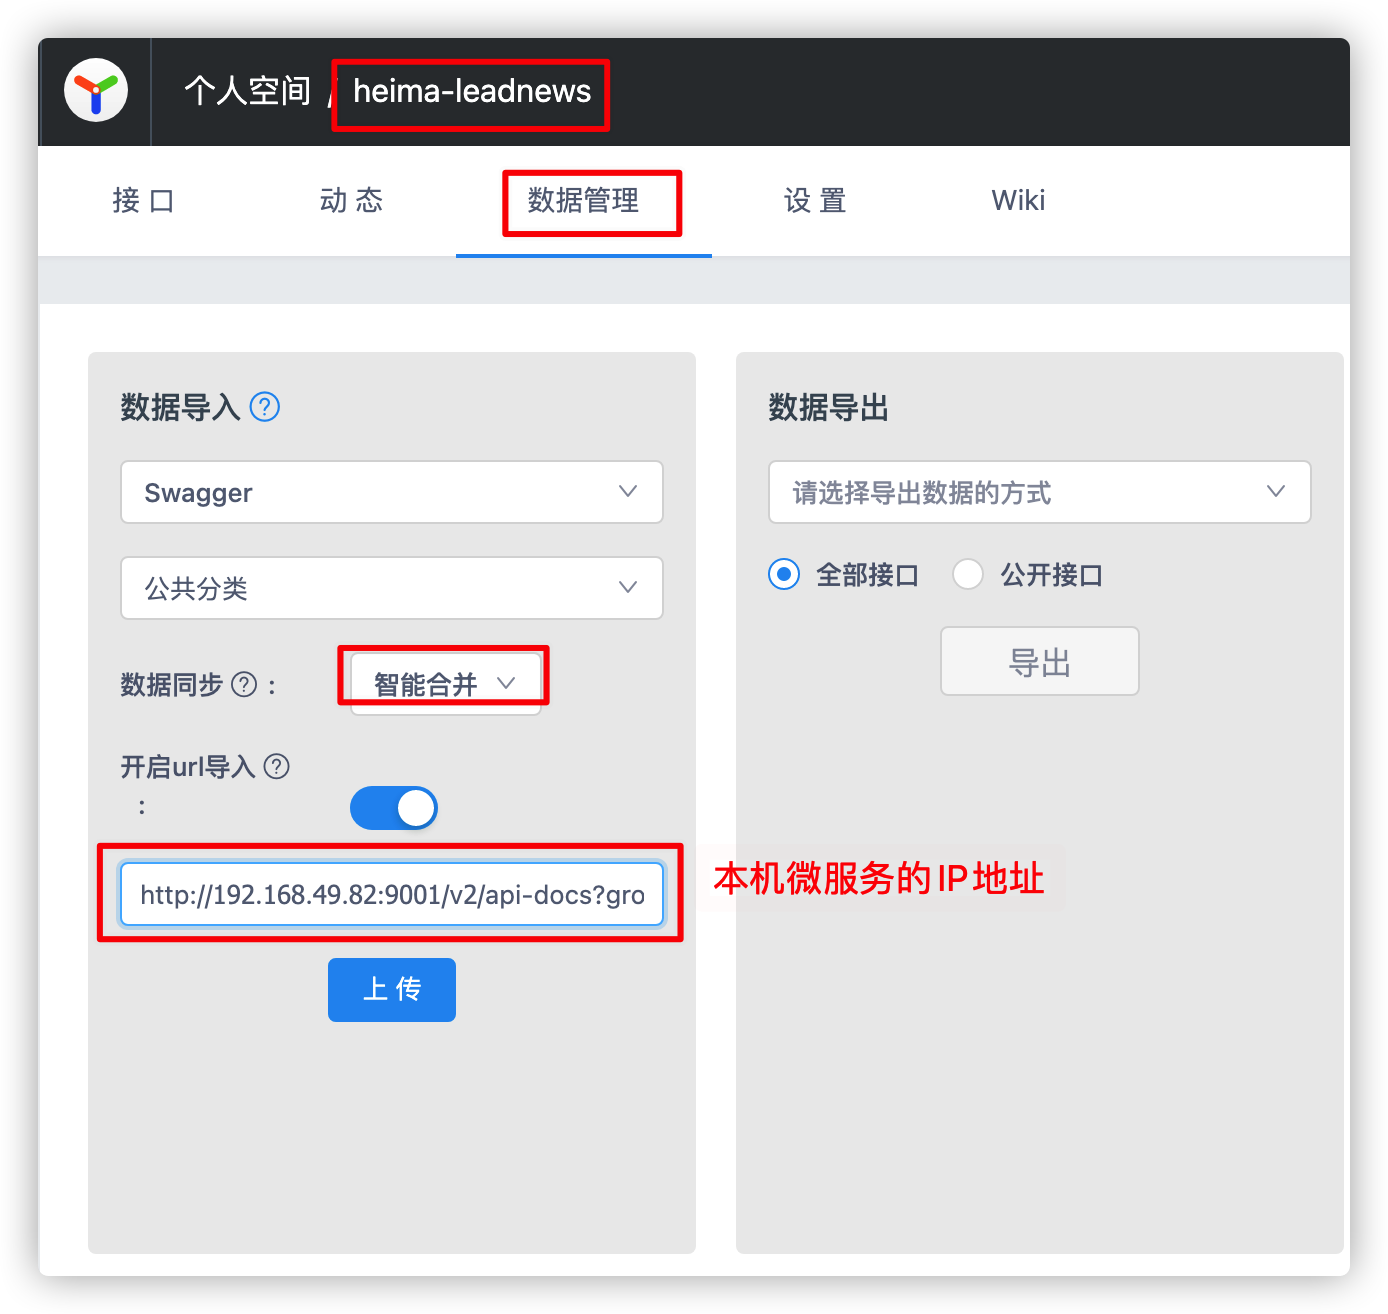 个人空间 / heima-leadnews
接 口 动 态 数据管理 设 置 Wiki
数据导入 ?
Swagger
公共分类
数据同步 ? : 智能合并
开启url导入 ?
:
http://192.168.49.82:9001/v2/api-docs?gro
上 传
本机微服务的IP地址
数据导出
请选择导出数据的方式
全部接口 公开接口
导出